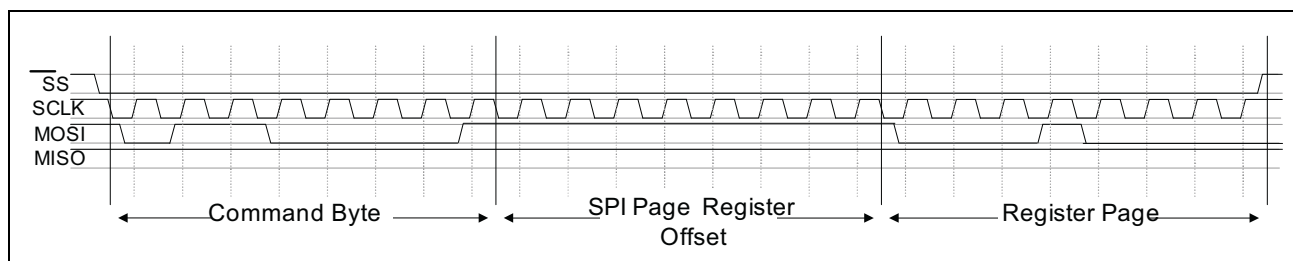 SS
SCLK
MOSI
MISO
Command Byte
SPI Page Register
Offset
Register Page